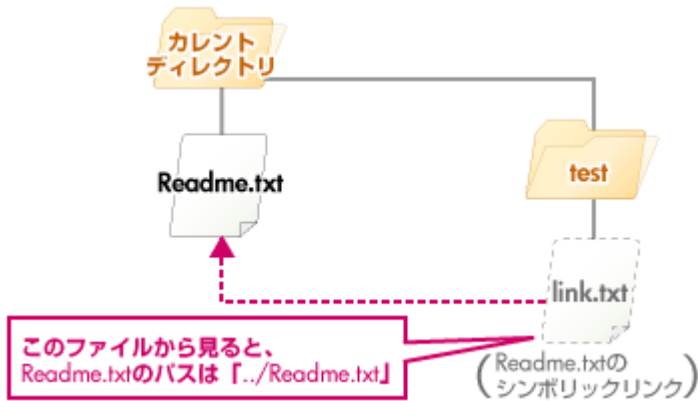 カレント
ディレクトリ
Readme.txt
test
link.txt
このファイルから見ると、
Readme.txtのパスは「../Readme.txt」
(Readme.txtの
シンボリックリンク)